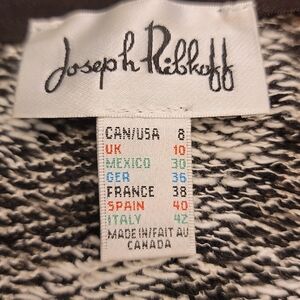 Joseph Ribkoff
CAN/USA 8
UK 10
MEXICO 30
GER 36
FRANCE 38
SPAIN 40
ITALY 42
MADE IN/FAIT AU
CANADA